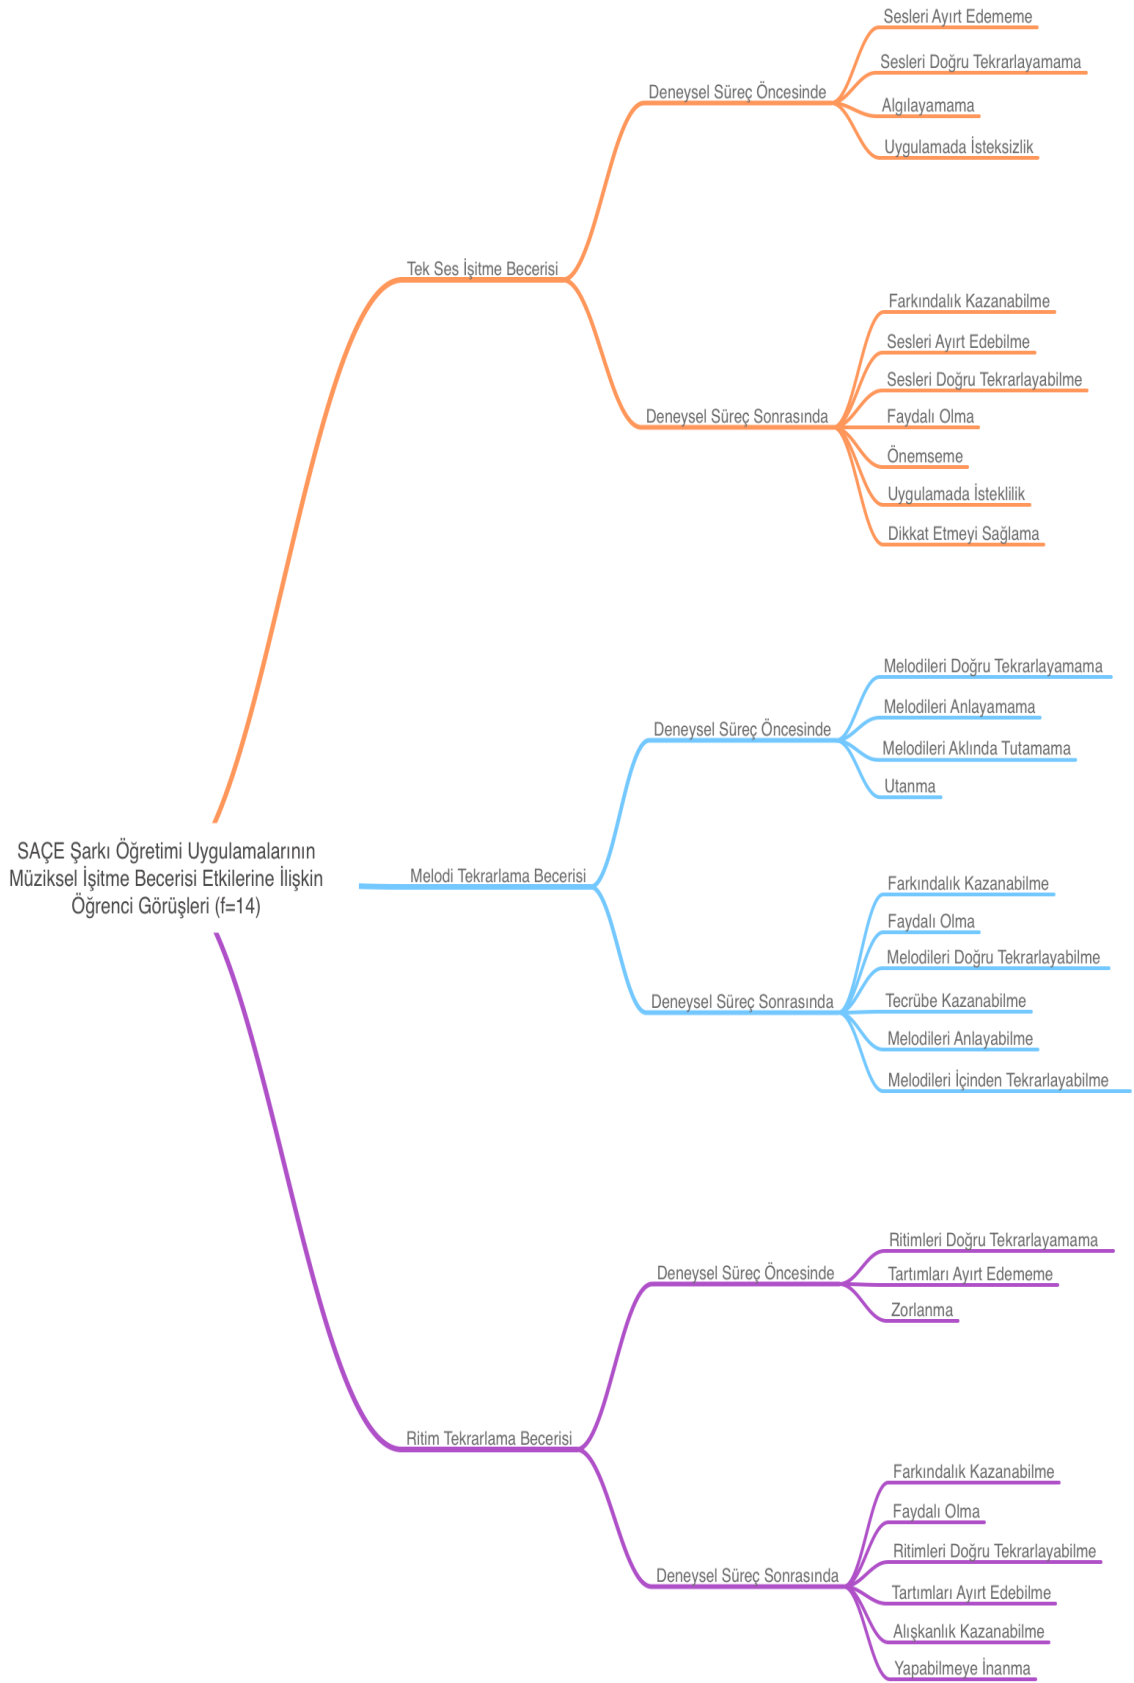 SAÇE Şarkı Öğretimi Uygulamalarının
Müziksel İşitme Becerisi Etkilerine İlişkin
Öğrenci Görüşleri (f=14)
Tek Ses İşitme Becerisi
Deneysel Süreç Öncesinde
Sesleri Ayırt Edememe
Sesleri Doğru Tekrarlayamama
Algılayamama
Uygulamada İsteksizlik
Deneysel Süreç Sonrasında
Farkındalık Kazanabilme
Sesleri Ayırt Edebilme
Sesleri Doğru Tekrarlayabilme
Faydalı Olma
Önemseme
Uygulamada İsteklilik
Dikkat Etmeyi Sağlama
Melodi Tekrarlama Becerisi
Deneysel Süreç Öncesinde
Melodileri Doğru Tekrarlayamama
Melodileri Anlayamama
Melodileri Aklında Tutamama
Utanma
Deneysel Süreç Sonrasında
Farkındalık Kazanabilme
Faydalı Olma
Melodileri Doğru Tekrarlayabilme
Tecrübe Kazanabilme
Melodileri Anlayabilme
Melodileri İçinden Tekrarlayabilme
Ritim Tekrarlama Becerisi
Deneysel Süreç Öncesinde
Ritimleri Doğru Tekrarlayamama
Tartımları Ayırt Edememe
Zorlanma
Deneysel Süreç Sonrasında
Farkındalık Kazanabilme
Faydalı Olma
Ritimleri Doğru Tekrarlayabilme
Tartımları Ayırt Edebilme
Alışkanlık Kazanabilme
Yapabilmeye İnanma